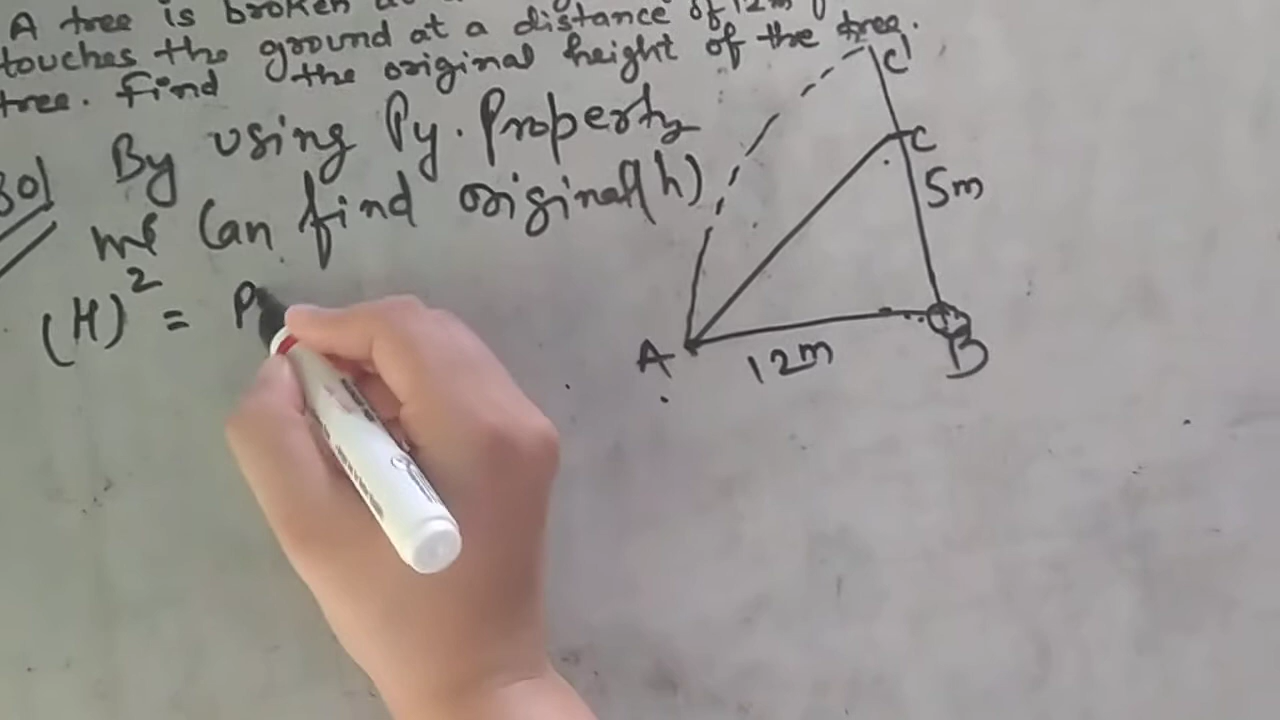 A tree is broken
touches the ground at a distance of 12m
tree. Find the original height of the tree.
Sol By using Py. Property
we can find original(h)
(H)² = P
C'
C
5m
A
12m
B